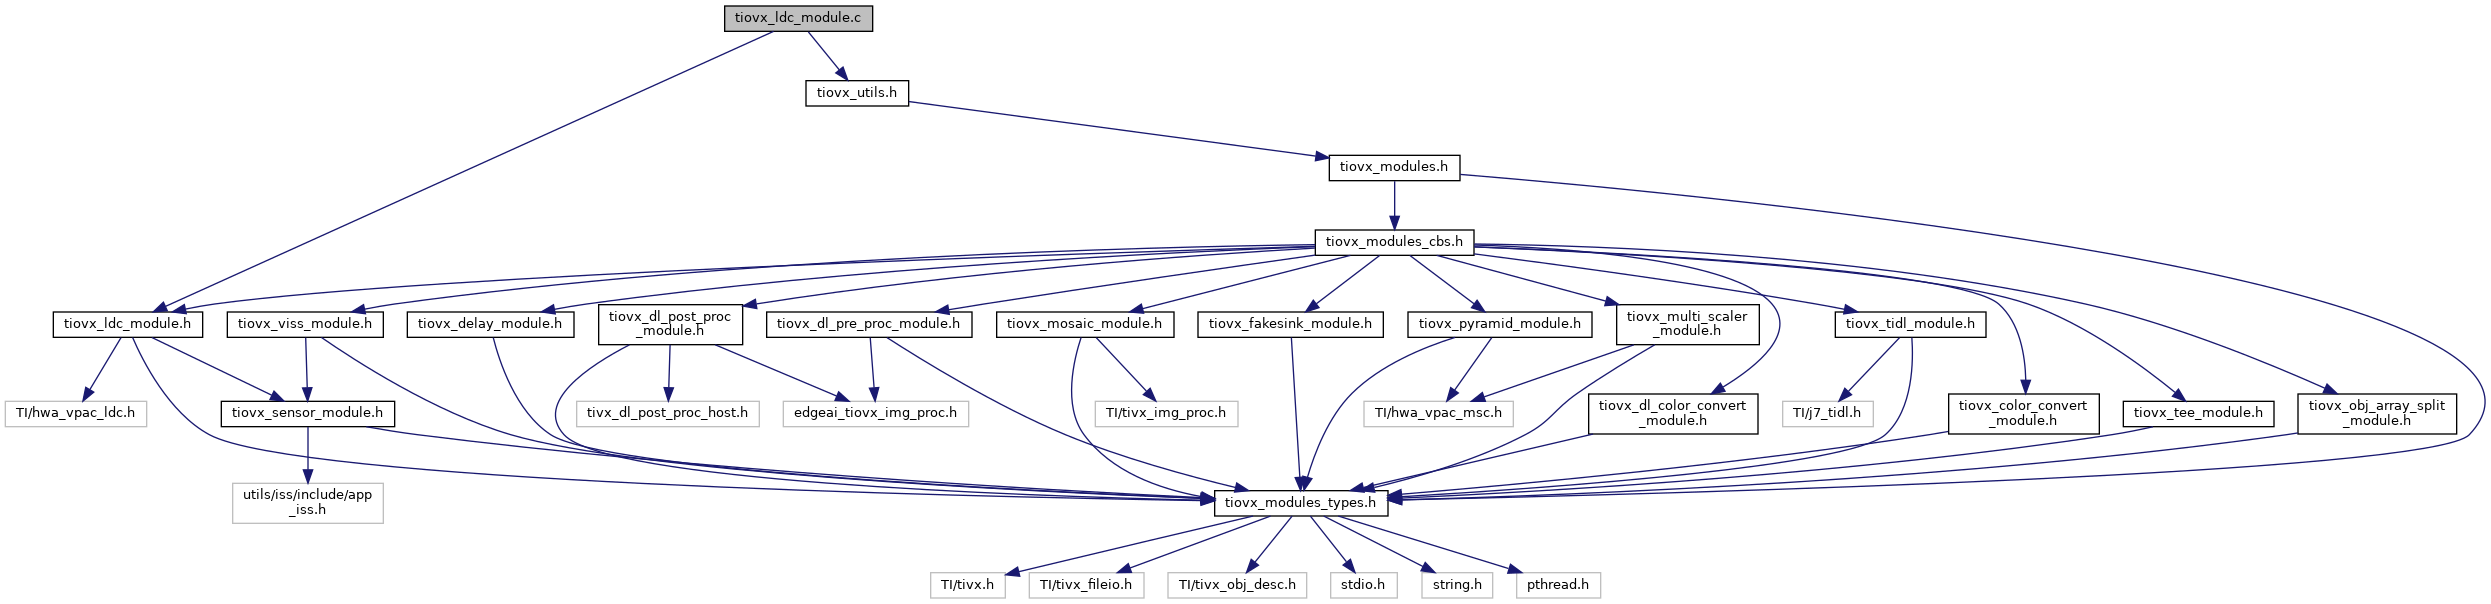 tiovx_ldc_module.c
tiovx_utils.h
tiovx_modules.h
tiovx_modules_cbs.h
tiovx_ldc_module.h
tiovx_viss_module.h
tiovx_delay_module.h
tiovx_dl_post_proc
_module.h
tiovx_dl_pre_proc_module.h
tiovx_mosaic_module.h
tiovx_fakesink_module.h
tiovx_pyramid_module.h
tiovx_multi_scaler
_module.h
tiovx_tidl_module.h
TI/hwa_vpac_ldc.h
tiovx_sensor_module.h
tivx_dl_post_proc_host.h
edgeai_tiovx_img_proc.h
TI/tivx_img_proc.h
TI/hwa_vpac_msc.h
tiovx_dl_color_convert
_module.h
TI/j7_tidl.h
tiovx_color_convert
_module.h
tiovx_tee_module.h
tiovx_obj_array_split
_module.h
utils/iss/include/app
_iss.h
tiovx_modules_types.h
TI/tivx.h
TI/tivx_fileio.h
TI/tivx_obj_desc.h
stdio.h
string.h
pthread.h